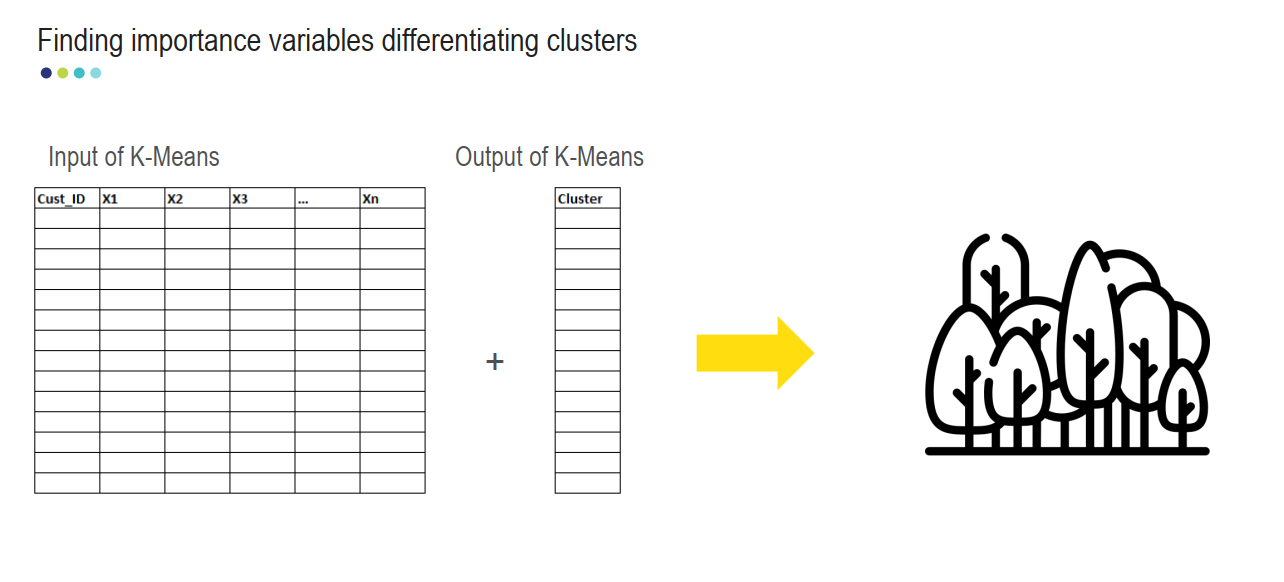 Finding importance variables differentiating clusters
Input of K-Means
Output of K-Means
Cust_ID X1 X2 X3 ... Xn
Cluster
+